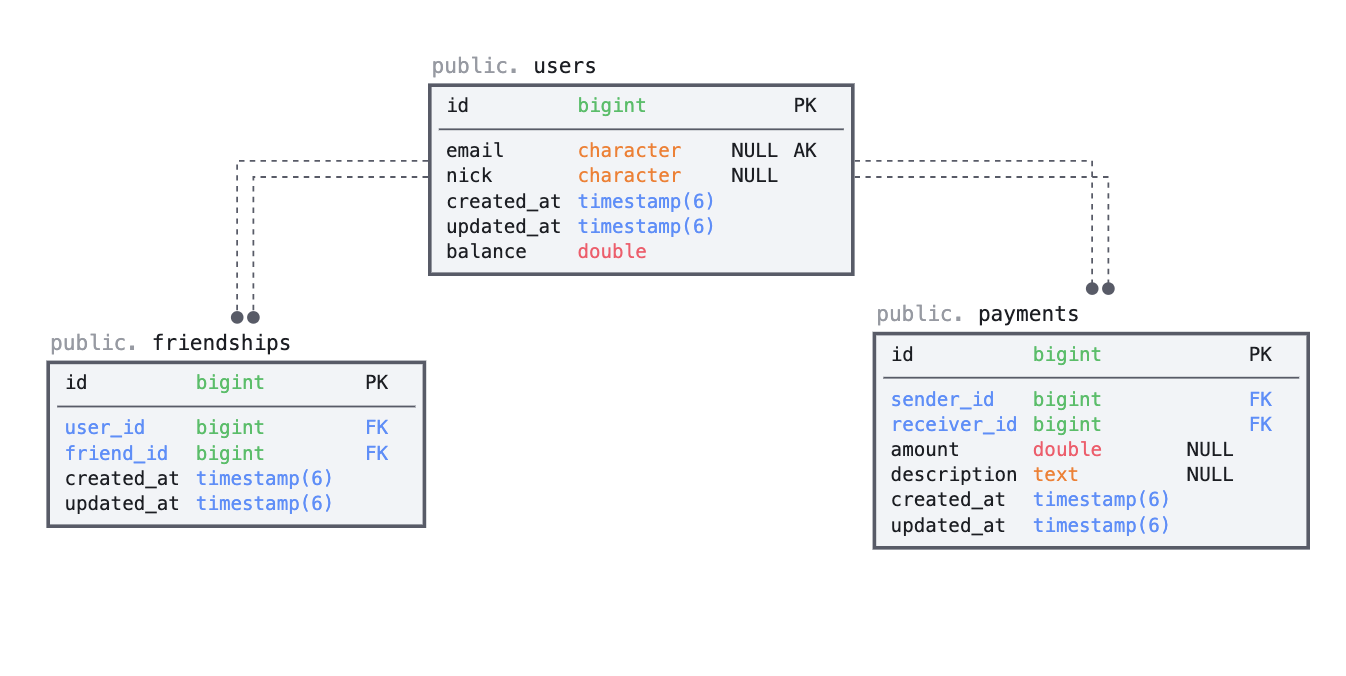 public. users
id bigint PK
email character NULL AK
nick character NULL
created_at timestamp(6)
updated_at timestamp(6)
balance double
public. friendships
id bigint PK
user_id bigint FK
friend_id bigint FK
created_at timestamp(6)
updated_at timestamp(6)
public. payments
id bigint PK
sender_id bigint FK
receiver_id bigint FK
amount double NULL
description text NULL
created_at timestamp(6)
updated_at timestamp(6)